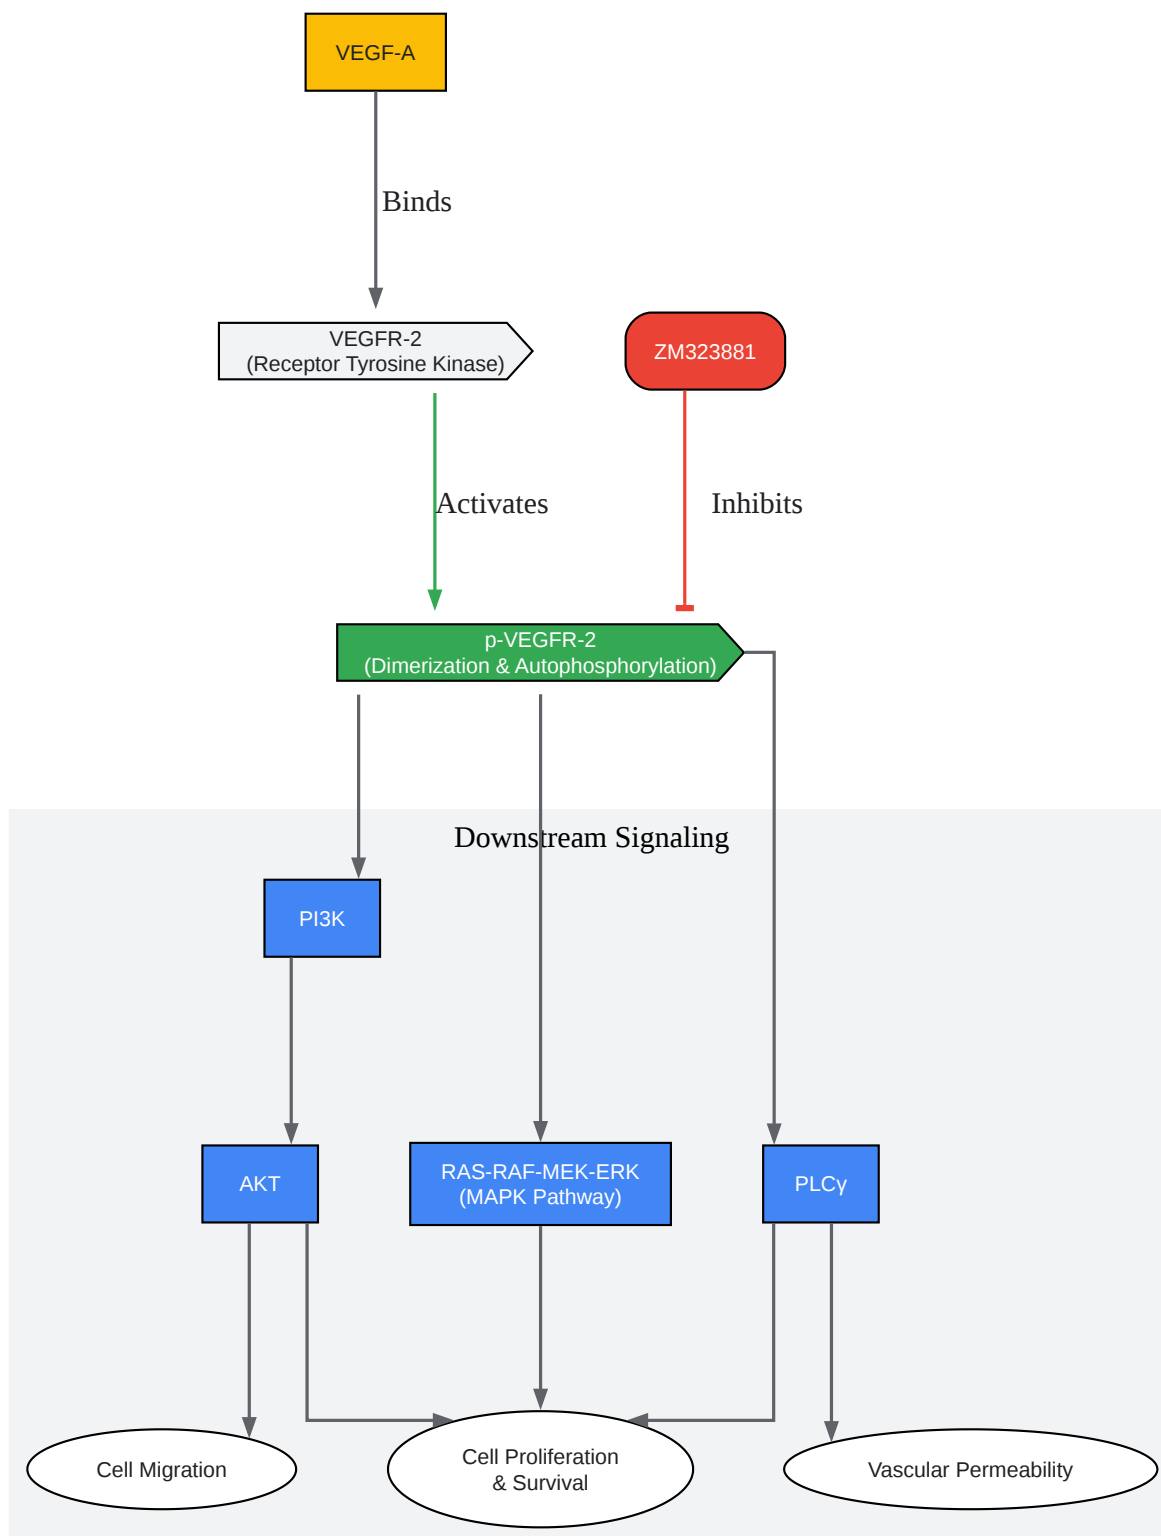 VEGF-A
Binds
VEGFR-2
(Receptor Tyrosine Kinase)
ZM323881
Activates
Inhibits
p-VEGFR-2
(Dimerization & Autophosphorylation)
Downstream Signaling
PI3K
AKT
RAS-RAF-MEK-ERK
(MAPK Pathway)
PLCγ
Cell Migration
Cell Proliferation
& Survival
Vascular Permeability